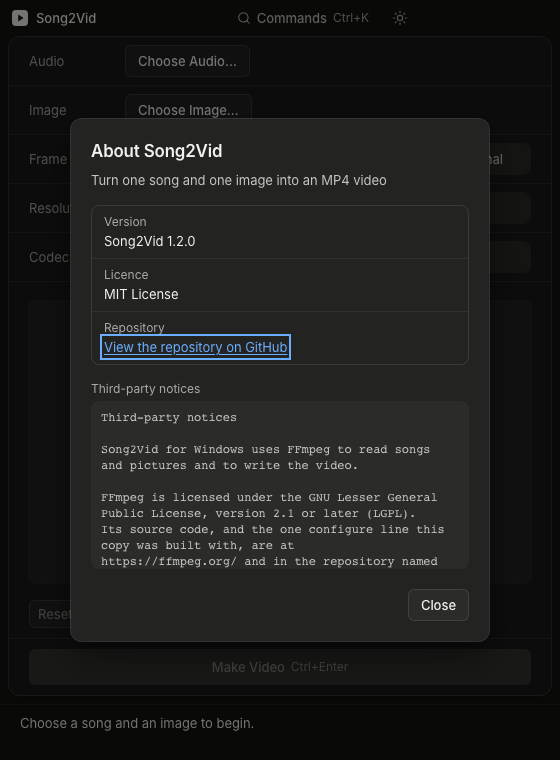 Song2Vid
Commands Ctrl+K
Audio
Choose Audio...
Image
Choose Image...
Frame
Codec
About Song2Vid
Turn one song and one image into an MP4 video
Version
Song2Vid 1.2.0
Licence
MIT License
Repository
View the repository on GitHub
Third-party notices
Third-party notices
Song2Vid for Windows uses FFmpeg to read songs
and pictures and to write the video.
FFmpeg is licensed under the GNU Lesser General
Public License, version 2.1 or later (LGPL).
Its source code, and the one configure line this
copy was built with, are at
https://ffmpeg.org/ and in the repository named
Close
Reset
Make Video Ctrl+Enter
Choose a song and an image to begin.